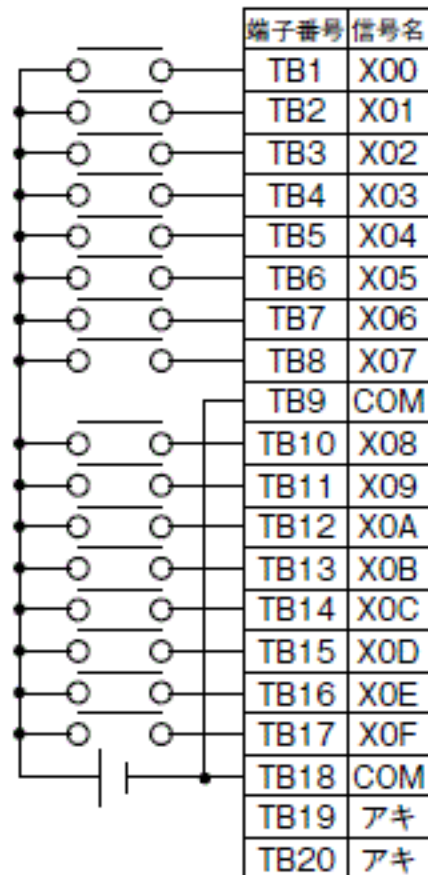 端子番号 信号名
TB1 X00
TB2 X01
TB3 X02
TB4 X03
TB5 X04
TB6 X05
TB7 X06
TB8 X07
TB9 COM
TB10 X08
TB11 X09
TB12 X0A
TB13 X0B
TB14 X0C
TB15 X0D
TB16 X0E
TB17 X0F
TB18 COM
TB19 アキ
TB20 アキ